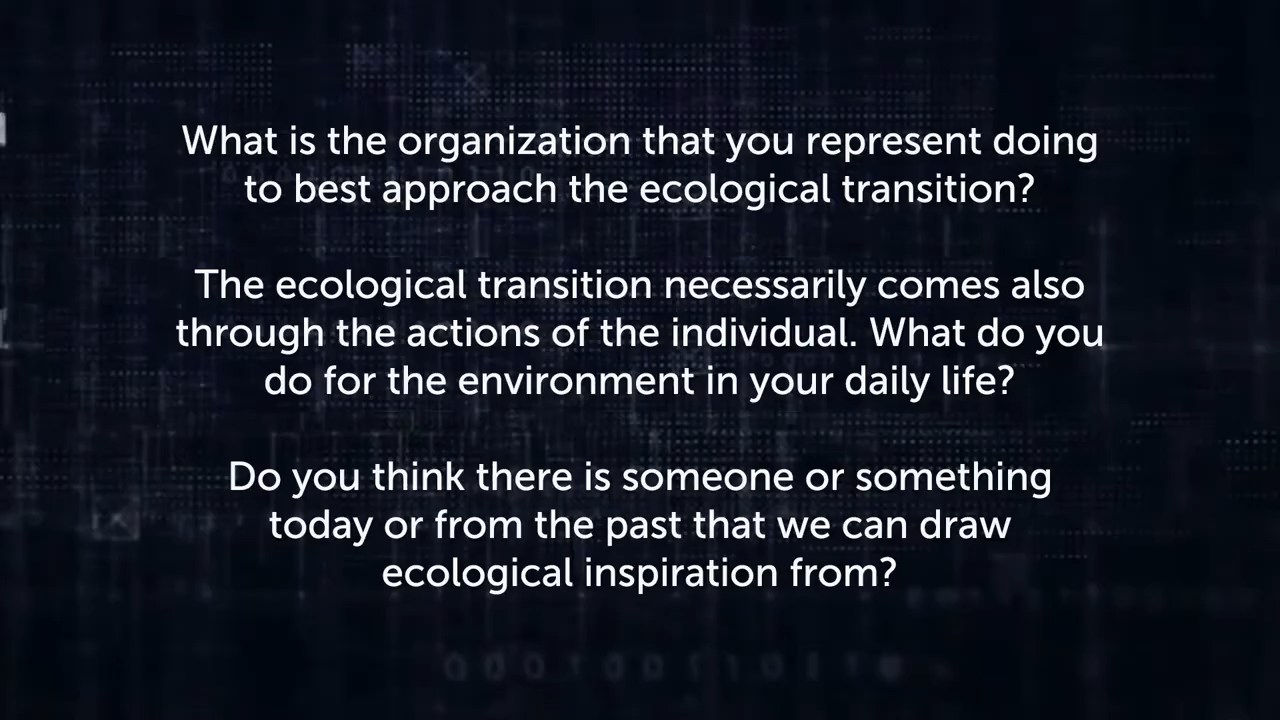 What is the organization that you represent doing
to best approach the ecological transition?
The ecological transition necessarily comes also
through the actions of the individual. What do you
do for the environment in your daily life?
Do you think there is someone or something
today or from the past that we can draw
ecological inspiration from?